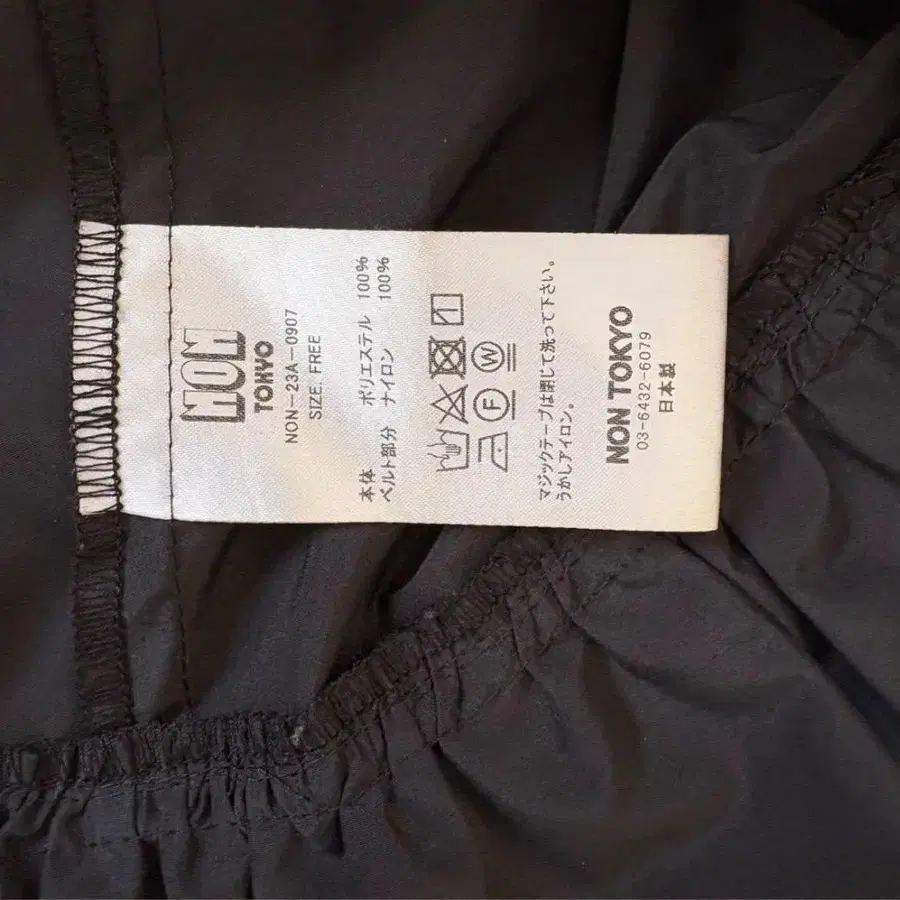 NON
TOKYO
NON-23A-0907
SIZE. FREE
本体 ポリエステル 100%
ベルト部分 ナイロン 100%
F W
マジックテープは閉じて洗って下さい。
うかしアイロン。
NON TOKYO
03-6432-6079
日本製